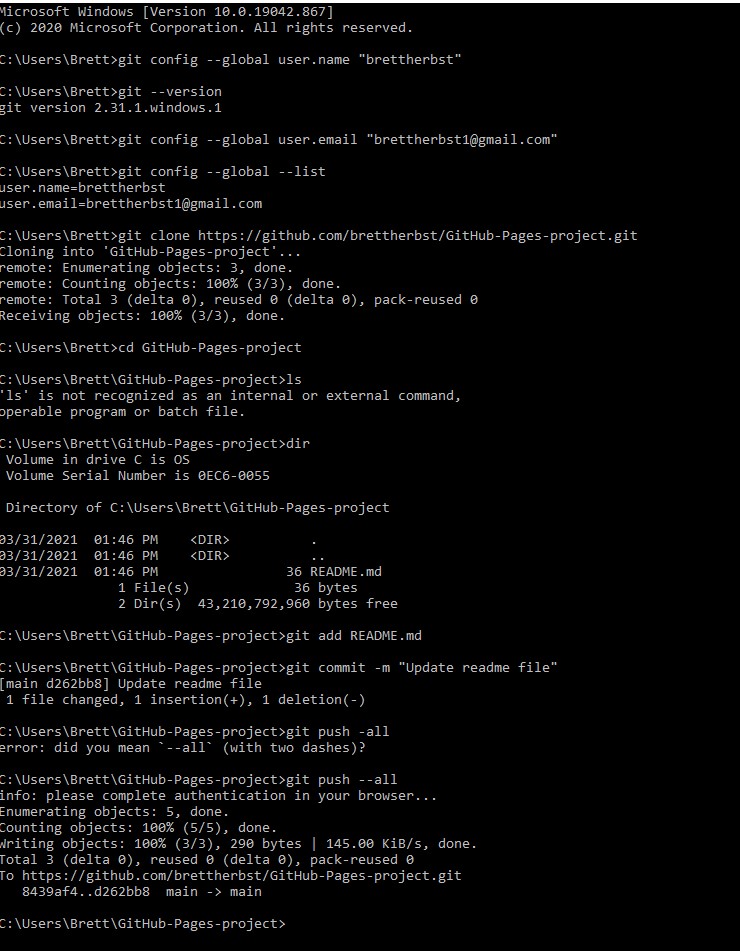 Microsoft Windows [Version 10.0.19042.867]
(c) 2020 Microsoft Corporation. All rights reserved.
C:\Users\Brett>git config --global user.name "brettherbst"
C:\Users\Brett>git --version
git version 2.31.1.windows.1
C:\Users\Brett>git config --global user.email "brettherbst1@gmail.com"
C:\Users\Brett>git config --global --list
user.name=brettherbst
user.email=brettherbst1@gmail.com
C:\Users\Brett>git clone https://github.com/brettherbst/GitHub-Pages-project.git
Cloning into 'GitHub-Pages-project'...
remote: Enumerating objects: 3, done.
remote: Counting objects: 100% (3/3), done.
remote: Total 3 (delta 0), reused 0 (delta 0), pack-reused 0
Receiving objects: 100% (3/3), done.
C:\Users\Brett>cd GitHub-Pages-project
C:\Users\Brett\GitHub-Pages-project>ls
'ls' is not recognized as an internal or external command,
operable program or batch file.
C:\Users\Brett\GitHub-Pages-project>dir
Volume in drive C is OS
Volume Serial Number is 0EC6-0055
Directory of C:\Users\Brett\GitHub-Pages-project
03/31/2021  01:46 PM    <DIR>          .
03/31/2021  01:46 PM    <DIR>          ..
03/31/2021  01:46 PM                36 README.md
1 File(s)             36 bytes
2 Dir(s)  43,210,792,960 bytes free
C:\Users\Brett\GitHub-Pages-project>git add README.md
C:\Users\Brett\GitHub-Pages-project>git commit -m "Update readme file"
[main d262bb8] Update readme file
1 file changed, 1 insertion(+), 1 deletion(-)
C:\Users\Brett\GitHub-Pages-project>git push -all
error: did you mean `--all` (with two dashes)?
C:\Users\Brett\GitHub-Pages-project>git push --all
info: please complete authentication in your browser...
Enumerating objects: 5, done.
Counting objects: 100% (5/5), done.
Writing objects: 100% (3/3), 290 bytes | 145.00 KiB/s, done.
Total 3 (delta 0), reused 0 (delta 0), pack-reused 0
To https://github.com/brettherbst/GitHub-Pages-project.git
8439af4..d262bb8  main -> main
C:\Users\Brett\GitHub-Pages-project>